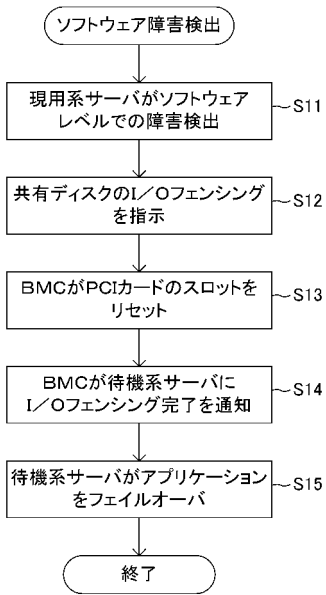 ソフトウェア障害検出
現用系サーバがソフトウェア
レベルでの障害検出
S11
共有ディスクのI／Oフェンシング
を指示
S12
BMCがPCIカードのスロットを
リセット
S13
BMCが待機系サーバに
I／Oフェンシング完了を通知
S14
待機系サーバがアプリケーション
をフェイルオーバ
S15
終了